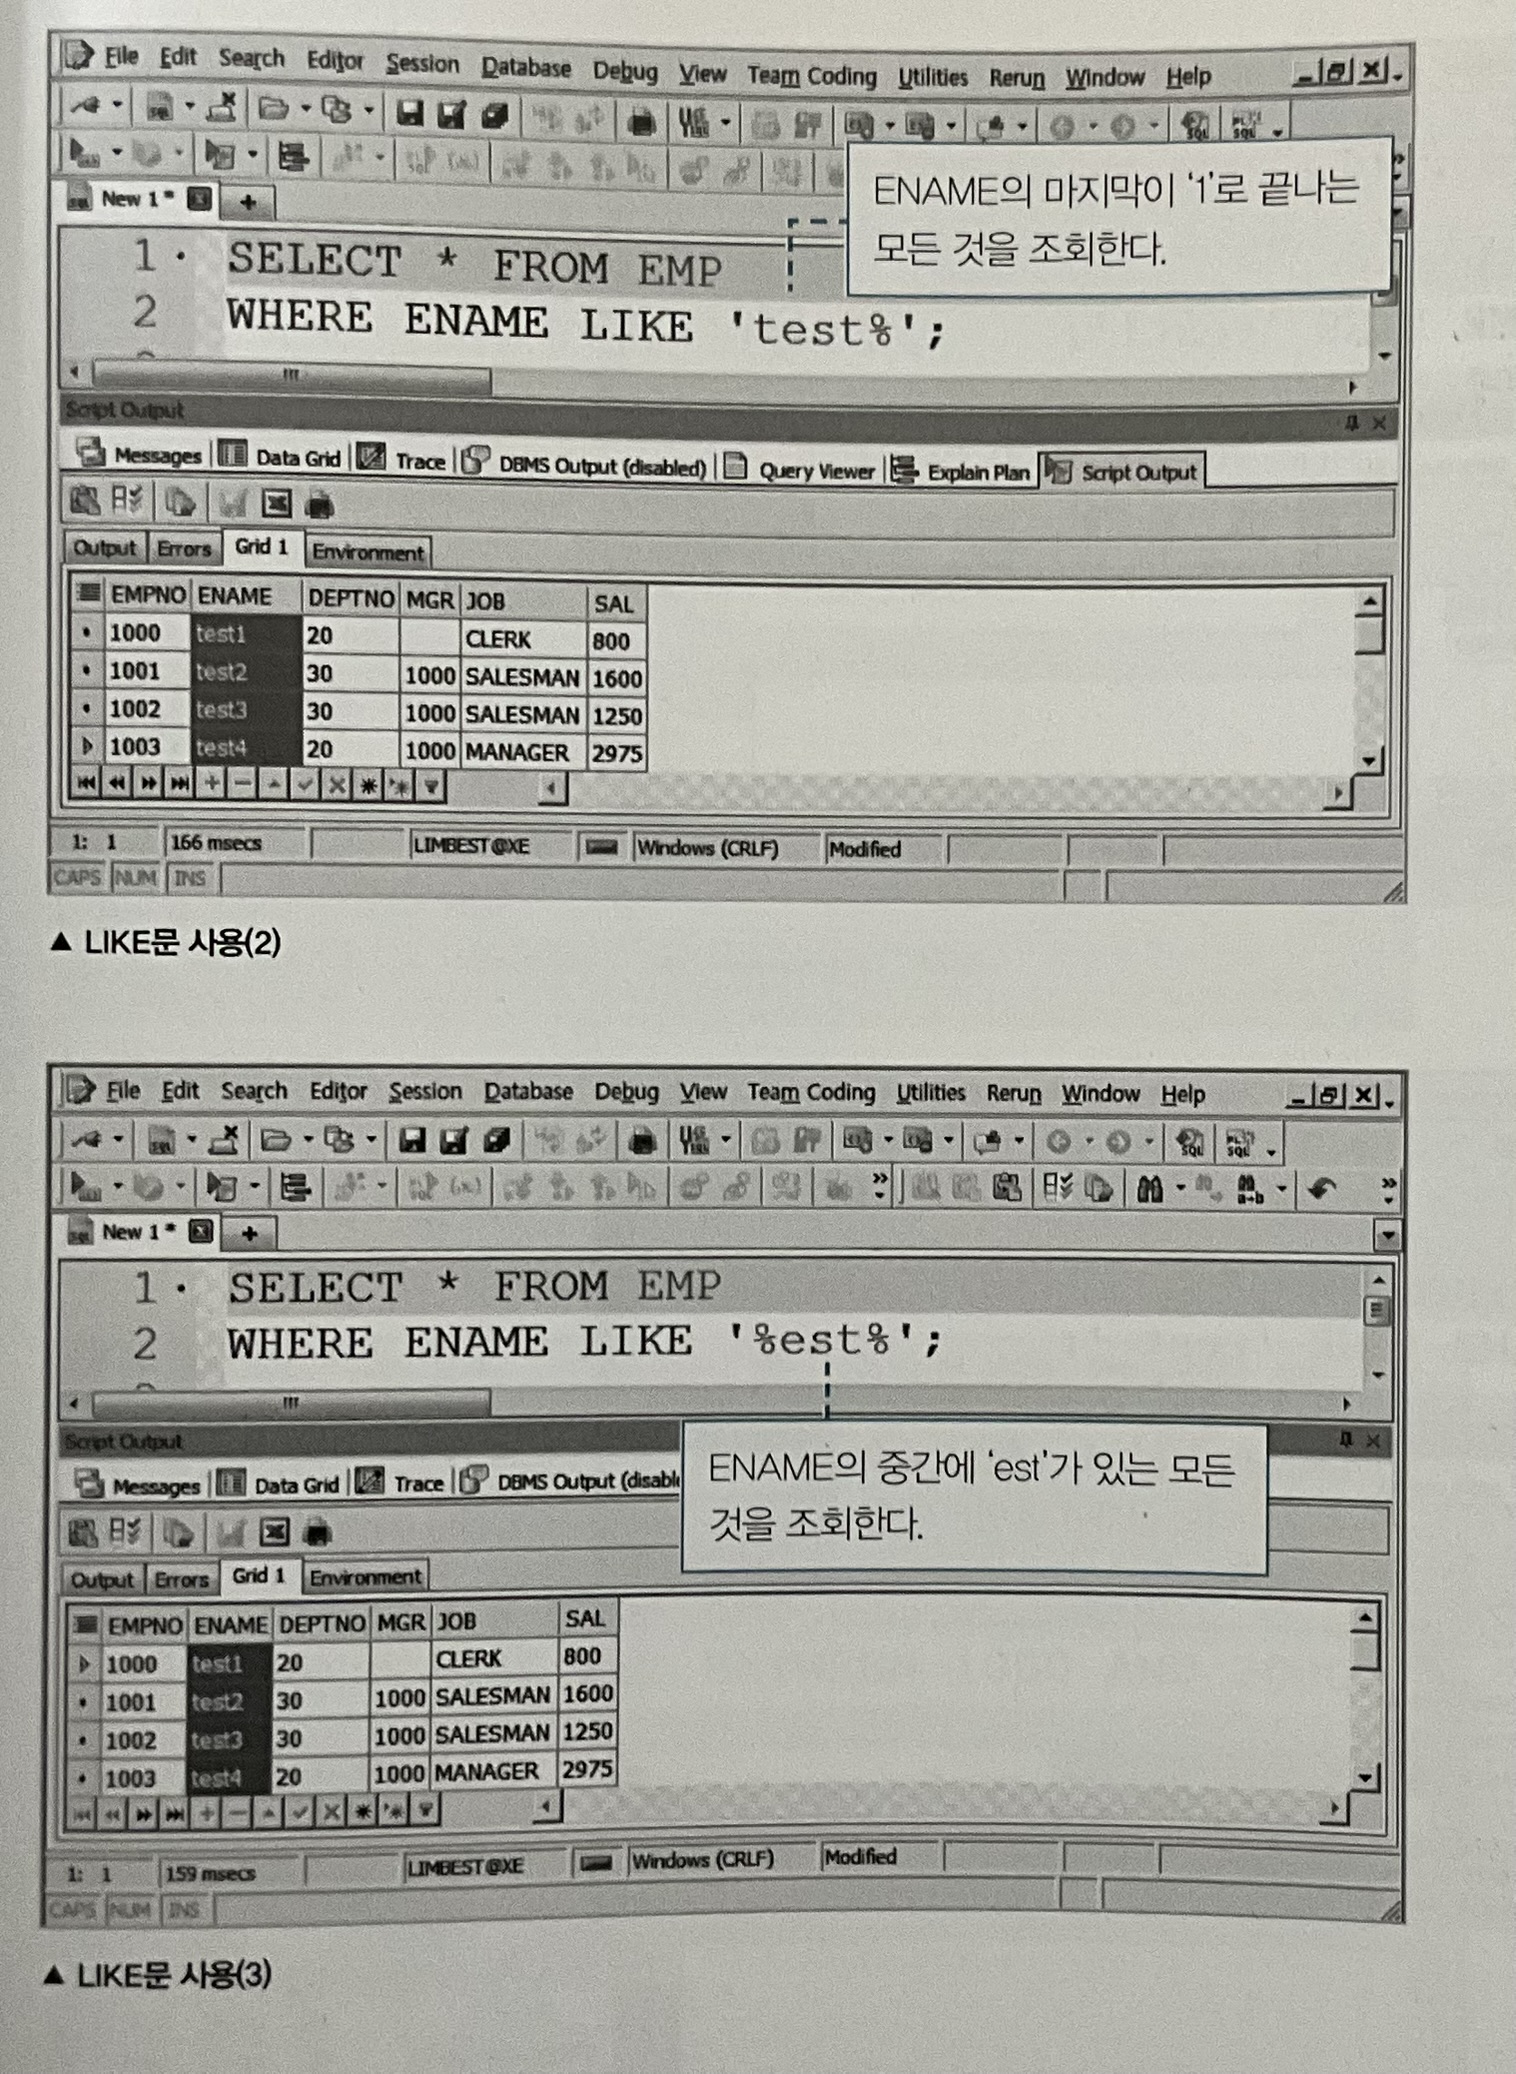 File Edit Search Editor Session Database Debug View Team Coding Utilities Rerun Window Help
SQL PL/SQL
New 1 *
ENAME의 마지막이 '1'로 끝나는
모든 것을 조회한다.
1 SELECT * FROM EMP
2 WHERE ENAME LIKE 'test%';
Script Output
Messages Data Grid Trace DBMS Output (disabled) Query Viewer Explain Plan Script Output
Output Errors Grid 1 Environment
EMPNO ENAME DEPTNO MGR JOB SAL
1000 test1 20 CLERK 800
1001 test2 30 1000 SALESMAN 1600
1002 test3 30 1000 SALESMAN 1250
1003 test4 20 1000 MANAGER 2975
1: 1 166 msecs LIMBEST@XE Windows (CRLF) Modified
CAPS NUM INS
▲ LIKE문 사용(2)
File Edit Search Editor Session Database Debug View Team Coding Utilities Rerun Window Help
SQL PL/SQL
New 1 *
1 SELECT * FROM EMP
2 WHERE ENAME LIKE '%est%';
Script Output
ENAME의 중간에 'est'가 있는 모든
것을 조회한다.
Messages Data Grid Trace DBMS Output (disabl
Output Errors Grid 1 Environment
EMPNO ENAME DEPTNO MGR JOB SAL
1000 test1 20 CLERK 800
1001 test2 30 1000 SALESMAN 1600
1002 test3 30 1000 SALESMAN 1250
1003 test4 20 1000 MANAGER 2975
1: 1 159 msecs LIMBEST@XE Windows (CRLF) Modified
CAPS NUM INS
▲ LIKE문 사용(3)